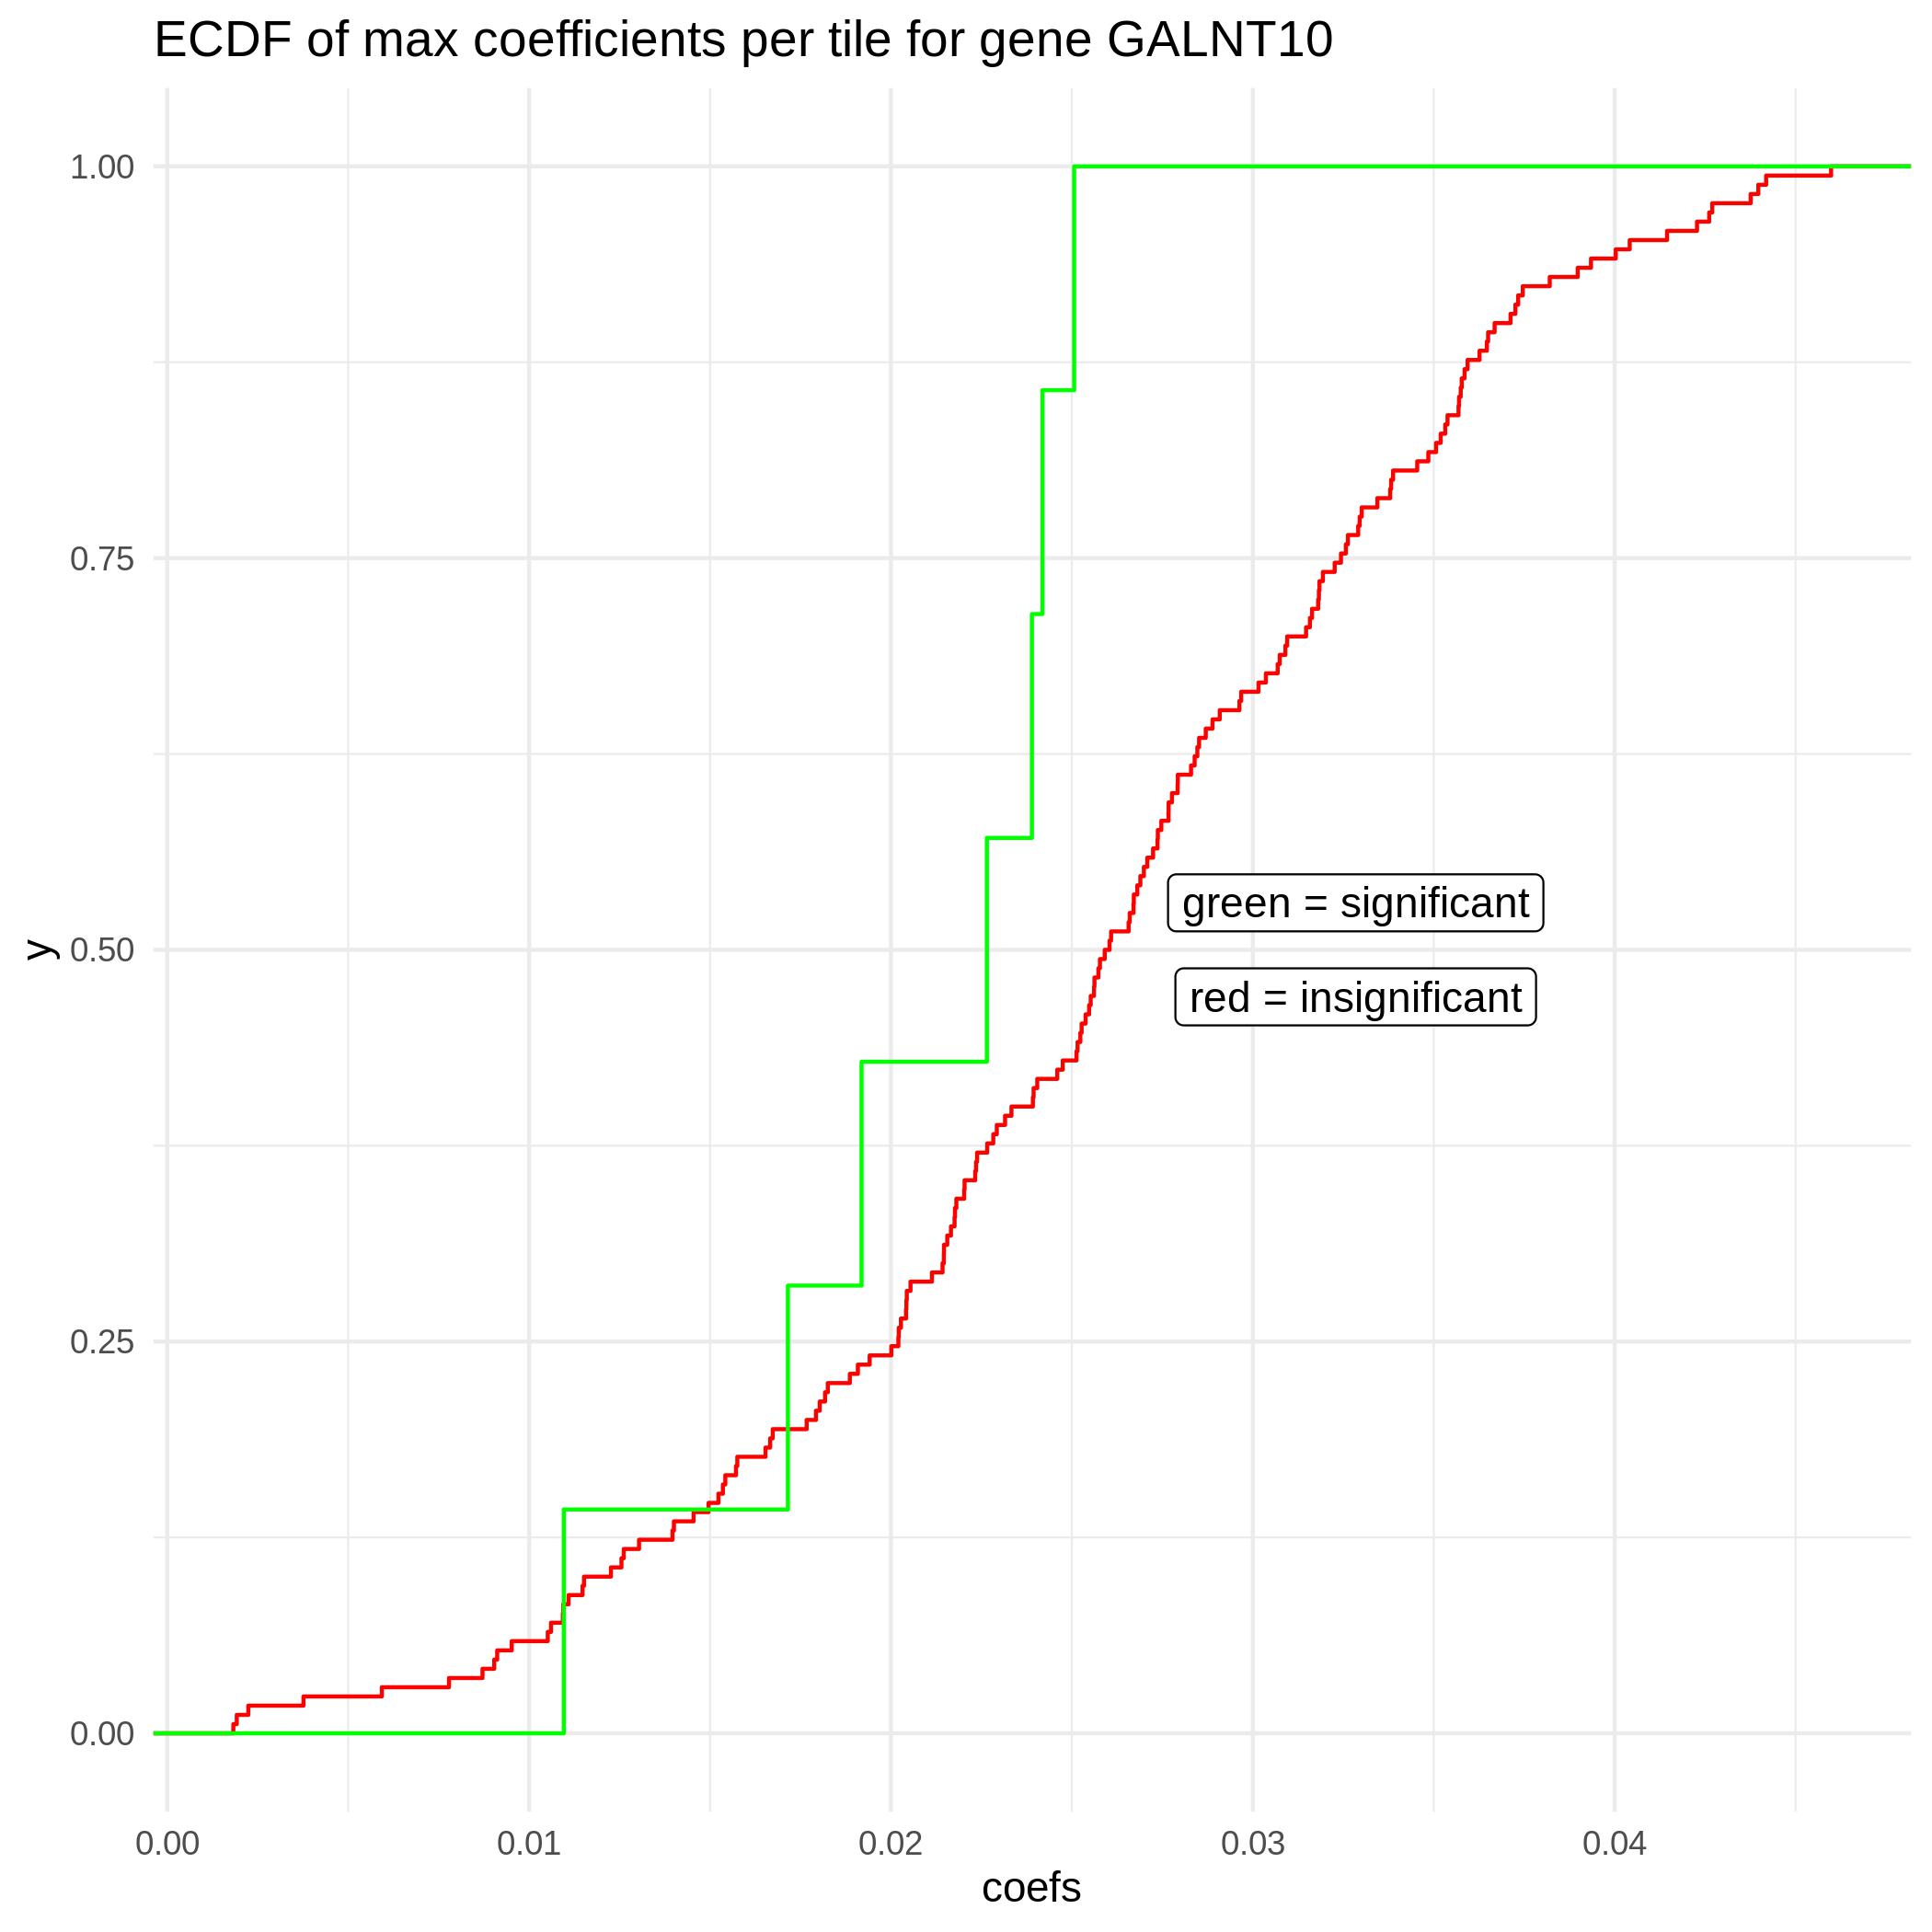 ECDF of max coefficients per tile for gene GALNT10
1.00
0.75
0.50
0.25
0.00
y
green = significant
red = insignificant
0.00 0.01 0.02 0.03 0.04
coefs